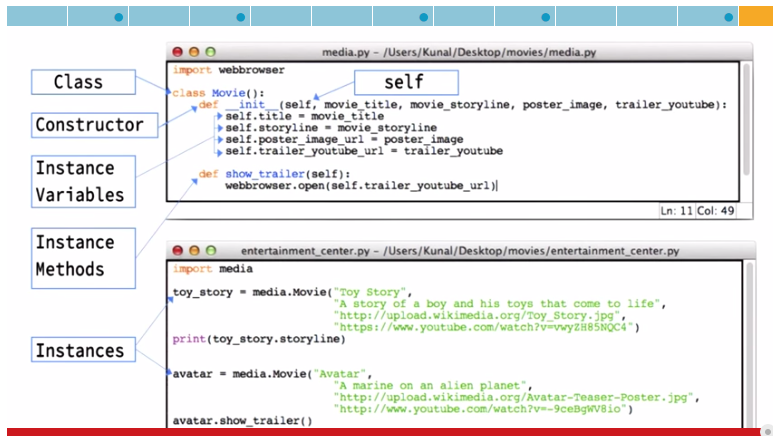 media.py - /Users/Kunal/Desktop/movies/media.py
import webbrowser
Class
self
class Movie():
def __init__(self, movie_title, movie_storyline, poster_image, trailer_youtube):
Constructor
self.title = movie_title
self.storyline = movie_storyline
self.poster_image_url = poster_image
self.trailer_youtube_url = trailer_youtube
Instance
Variables
def show_trailer(self):
webbrowser.open(self.trailer_youtube_url)
Ln: 11 Col: 49
Instance
Methods
entertainment_center.py - /Users/Kunal/Desktop/movies/entertainment_center.py
import media
toy_story = media.Movie("Toy Story",
"A story of a boy and his toys that come to life",
"http://upload.wikimedia.org/Toy_Story.jpg",
"https://www.youtube.com/watch?v=vwyZH85NQC4")
print(toy_story.storyline)
Instances
avatar = media.Movie("Avatar",
"A marine on an alien planet",
"http://upload.wikimedia.org/Avatar-Teaser-Poster.jpg",
"http://www.youtube.com/watch?v=-9ceBgWV8io")
avatar.show_trailer()